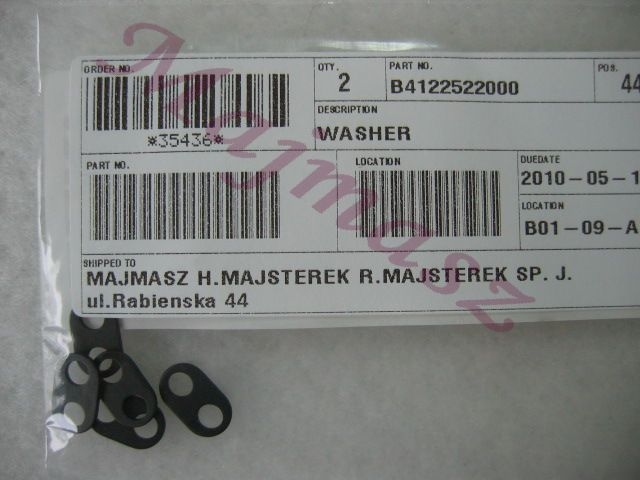 ORDER NO.
*35436*
QTY.
2
PART NO.
B4122522000
POS.
44
DESCRIPTION
WASHER
PART NO.
LOCATION
DUEDATE
2010-05-1
LOCATION
B01-09-A
SHIPPED TO
MAJMASZ H.MAJSTEREK R.MAJSTEREK SP. J.
ul.Rabienska 44
Majmasz